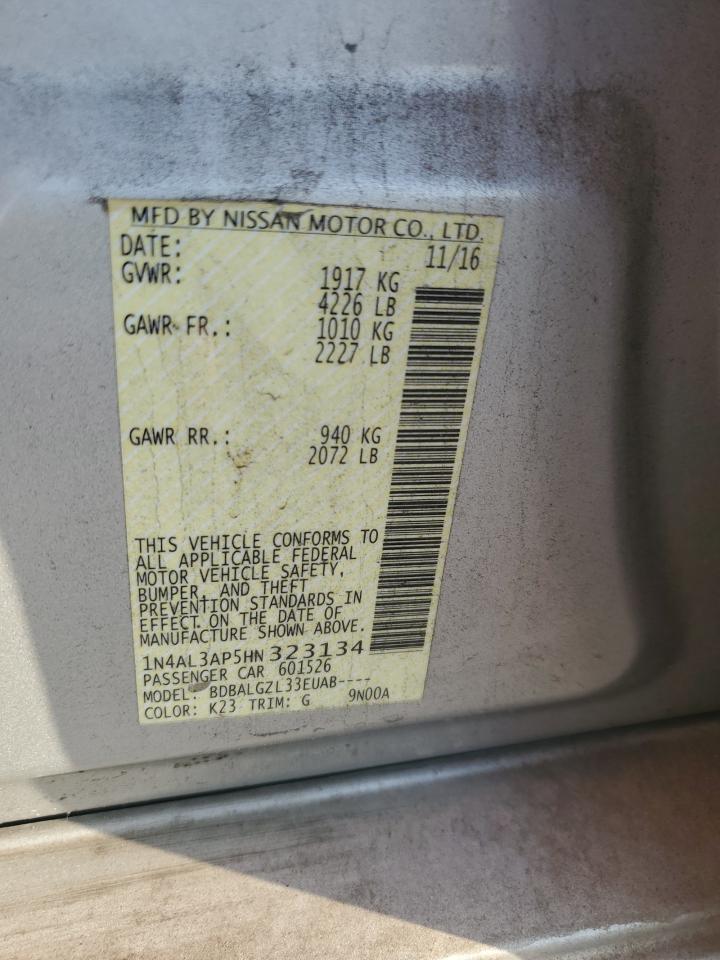 MFD BY NISSAN MOTOR CO., LTD.
DATE: 11/16
GVWR: 1917 KG
4226 LB
GAWR FR.: 1010 KG
2227 LB
GAWR RR.: 940 KG
2072 LB
THIS VEHICLE CONFORMS TO
ALL APPLICABLE FEDERAL
MOTOR VEHICLE SAFETY,
BUMPER, AND THEFT
PREVENTION STANDARDS IN
EFFECT ON THE DATE OF
MANUFACTURE SHOWN ABOVE.
1N4AL3AP5HN323134
PASSENGER CAR 601526
MODEL: BDBALGZL33EUAB----
COLOR: K23 TRIM: G 9N00A